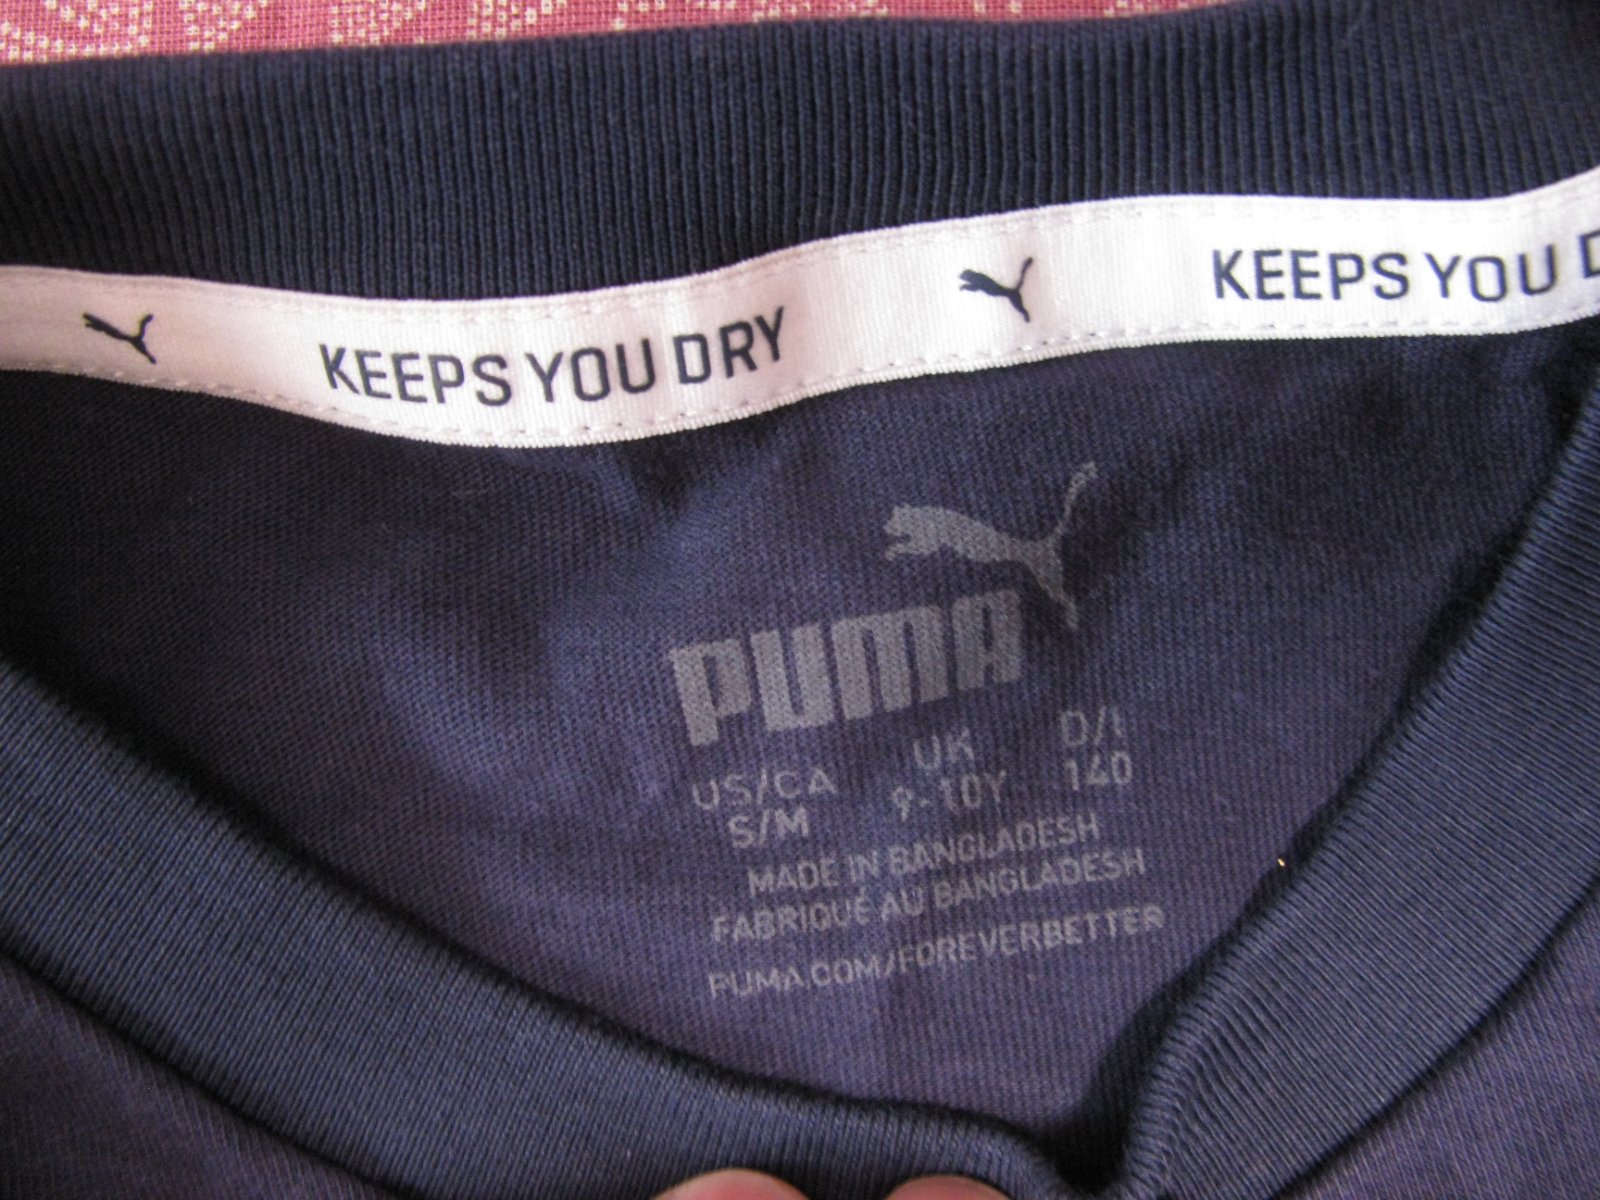 KEEPS YOU DRY KEEPS YOU D
PUMA
US/CA UK D/I
S/M 9-10Y 140
MADE IN BANGLADESH
FABRIQUÉ AU BANGLADESH
PUMA.COM/FOREVERBETTER